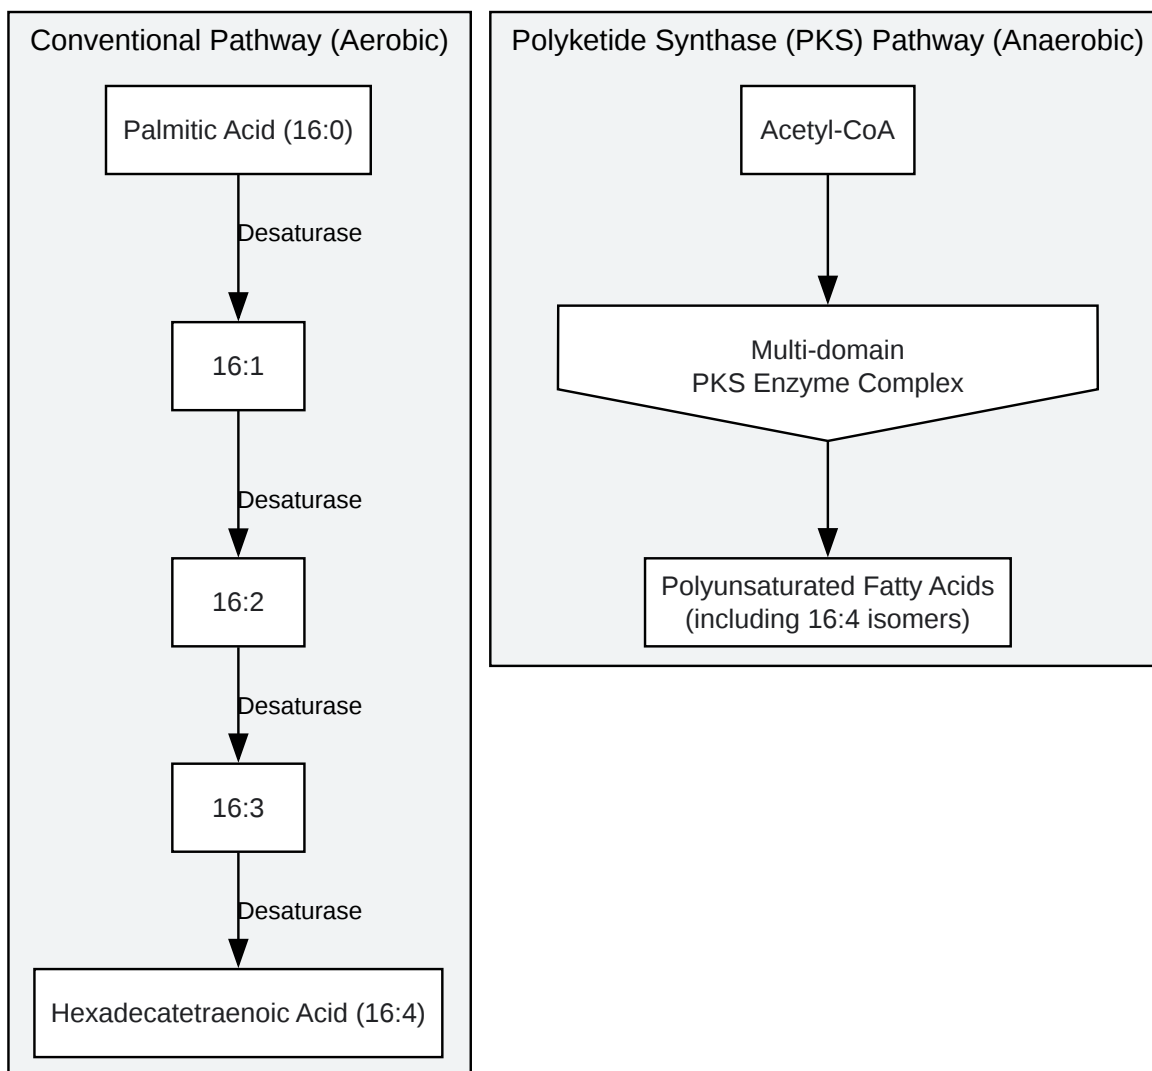 Conventional Pathway (Aerobic)
Palmitic Acid (16:0)
Desaturase
16:1
Desaturase
16:2
Desaturase
16:3
Desaturase
Hexadecatetraenoic Acid (16:4)
Polyketide Synthase (PKS) Pathway (Anaerobic)
Acetyl-CoA
Multi-domain
PKS Enzyme Complex
Polyunsaturated Fatty Acids
(including 16:4 isomers)